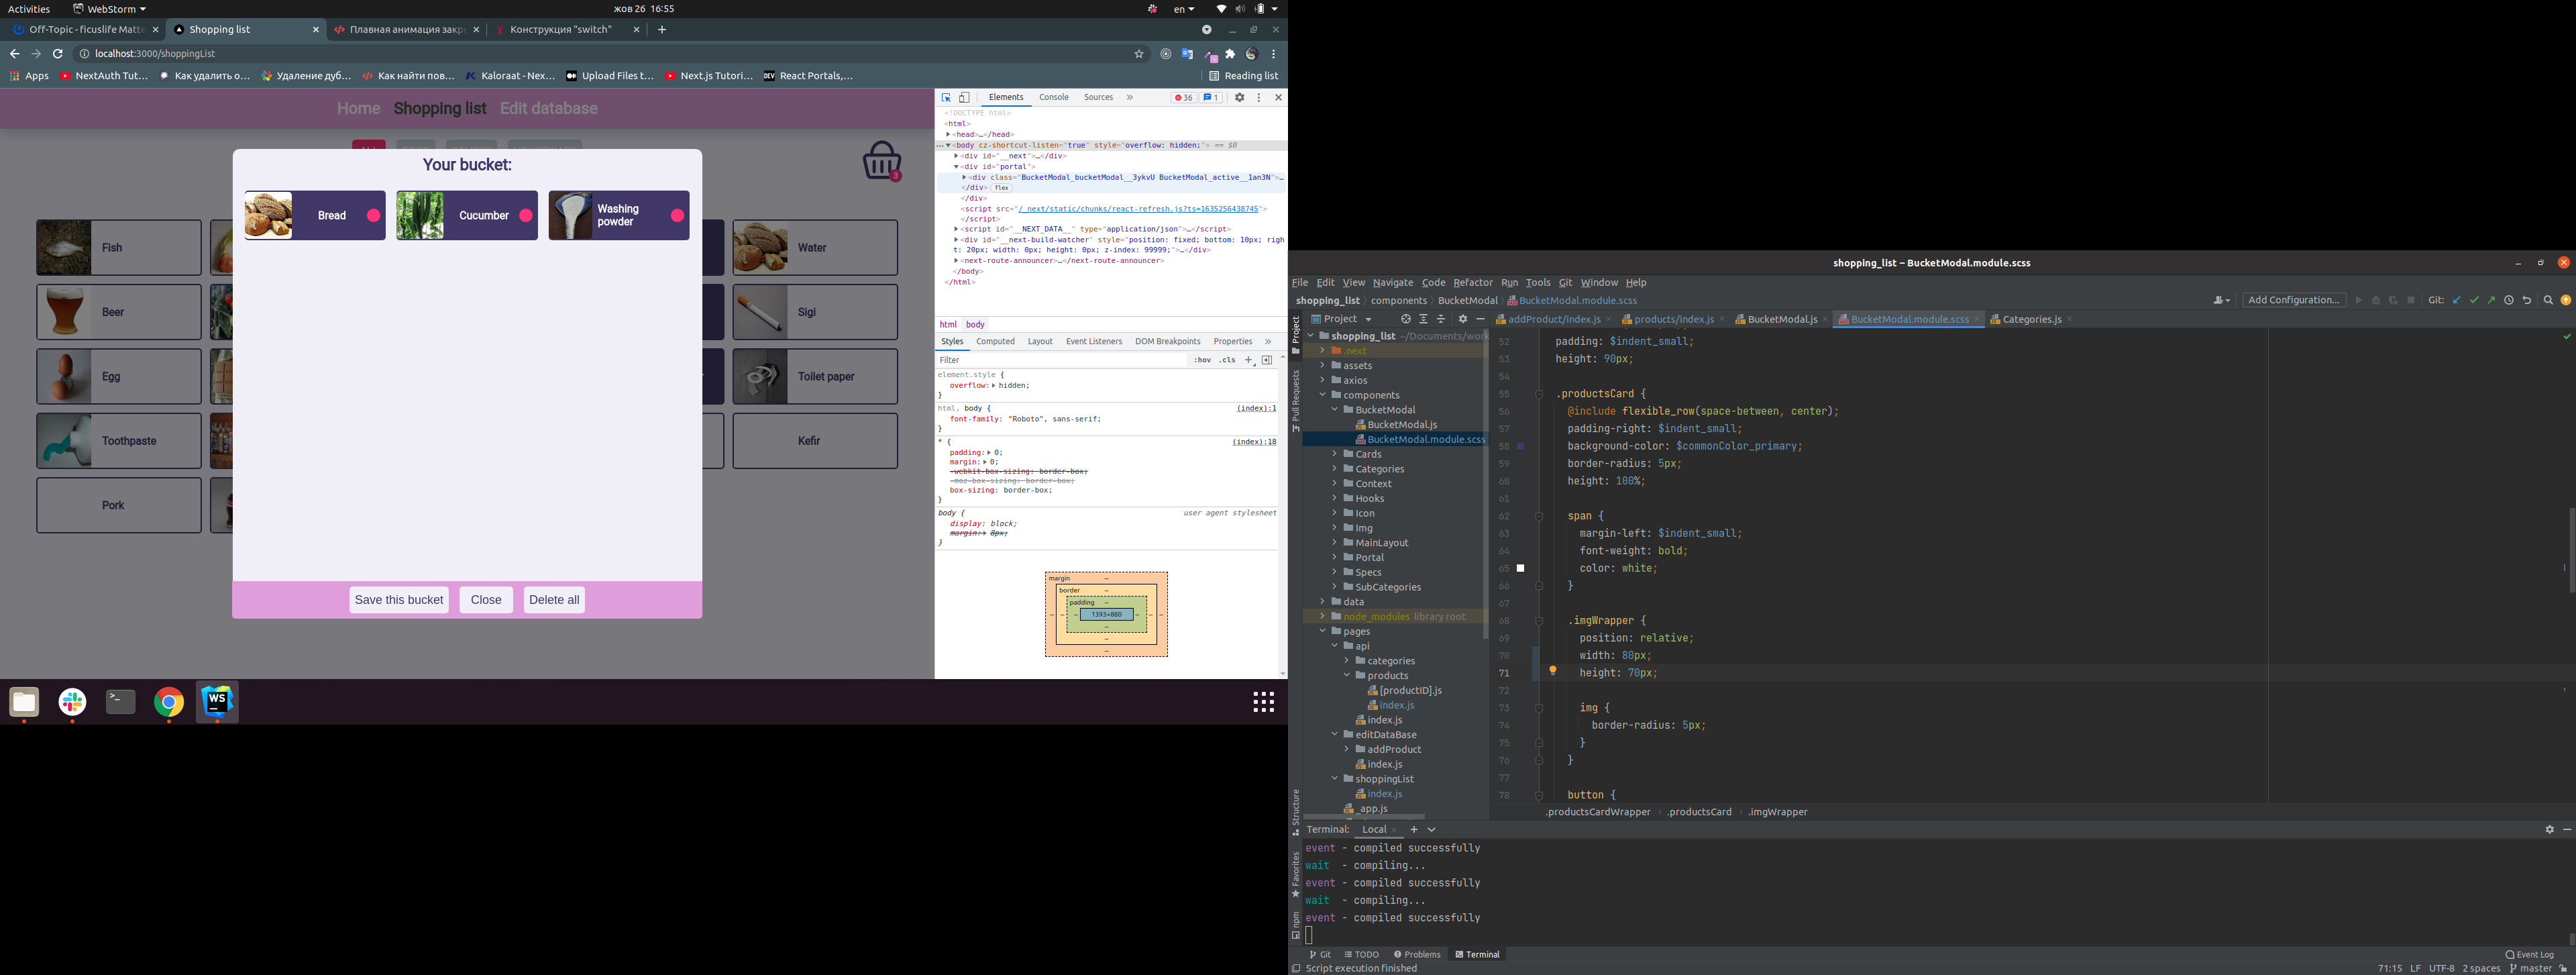 Activities
WebStorm
жов 26 16:55
en
Off-Topic - ficuslife Matte
Shopping list
Плавная анимация закр
Конструкция "switch"
localhost:3000/shoppingList
Apps
NextAuth Tut...
Как удалить о...
Удаление дуб...
Как найти пов...
Kaloraat - Nex...
Upload Files t...
Next.js Tutori...
React Portals,...
Reading list
Home
Shopping list
Edit database
3
Your bucket:
Bread
Cucumber
Washing
powder
Fish
Water
Beer
Sigi
Egg
Toilet paper
Toothpaste
Kefir
Pork
Save this bucket
Close
Delete all
Elements
Console
Sources
36
1
<!DOCTYPE html>
<html>
<head>…</head>
<body cz-shortcut-listen="true" style="overflow: hidden;"> == $0
<div id="__next">…</div>
<div id="portal">
<div class="BucketModal_bucketModal__3ykvU BucketModal_active__1an3N">…
</div> flex
</div>
<script src="/_next/static/chunks/react-refresh.js?ts=1635256438745">
</script>
<script id="__NEXT_DATA__" type="application/json">…</script>
<div id="__next-build-watcher" style="position: fixed; bottom: 10px; righ
t: 20px; width: 0px; height: 0px; z-index: 99999;">…</div>
<next-route-announcer>…</next-route-announcer>
</body>
</html>
html
body
Styles
Computed
Layout
Event Listeners
DOM Breakpoints
Properties
Filter
:hov
.cls
element.style {
overflow: hidden;
}
html, body {
(index):1
font-family: "Roboto", sans-serif;
}
* {
(index):18
padding: 0;
margin: 0;
-webkit-box-sizing: border-box;
-moz-box-sizing: border-box;
box-sizing: border-box;
}
body {
user agent stylesheet
display: block;
margin: 8px;
}
margin
border
padding
1393×880
shopping_list – BucketModal.module.scss
File
Edit
View
Navigate
Code
Refactor
Run
Tools
Git
Window
Help
shopping_list
components
BucketModal
BucketModal.module.scss
Add Configuration...
Git:
Project
addProduct/index.js
products/index.js
BucketModal.js
BucketModal.module.scss
Categories.js
Project
Pull Requests
Structure
Favorites
npm
shopping_list ~/Documents/work
.next
assets
axios
components
BucketModal
BucketModal.js
BucketModal.module.scss
Cards
Categories
Context
Hooks
Icon
Img
MainLayout
Portal
Specs
SubCategories
data
node_modules library root
pages
api
categories
products
[productID].js
index.js
index.js
editDataBase
addProduct
index.js
shoppingList
index.js
_app.js
52 padding: $indent_small;
53 height: 90px;
54
55 .productsCard {
56 @include flexible_row(space-between, center);
57 padding-right: $indent_small;
58 background-color: $commonColor_primary;
59 border-radius: 5px;
60 height: 100%;
61
62 span {
63 margin-left: $indent_small;
64 font-weight: bold;
65 color: white;
66 }
67
68 .imgWrapper {
69 position: relative;
70 width: 80px;
71 height: 70px;
72
73 img {
74 border-radius: 5px;
75 }
76 }
77
78 button {
.productsCardWrapper
.productsCard
.imgWrapper
Terminal:
Local
event - compiled successfully
wait - compiling...
event - compiled successfully
wait - compiling...
event - compiled successfully
Git
TODO
Problems
Terminal
Event Log
Script execution finished
71:15
LF
UTF-8
2 spaces
master